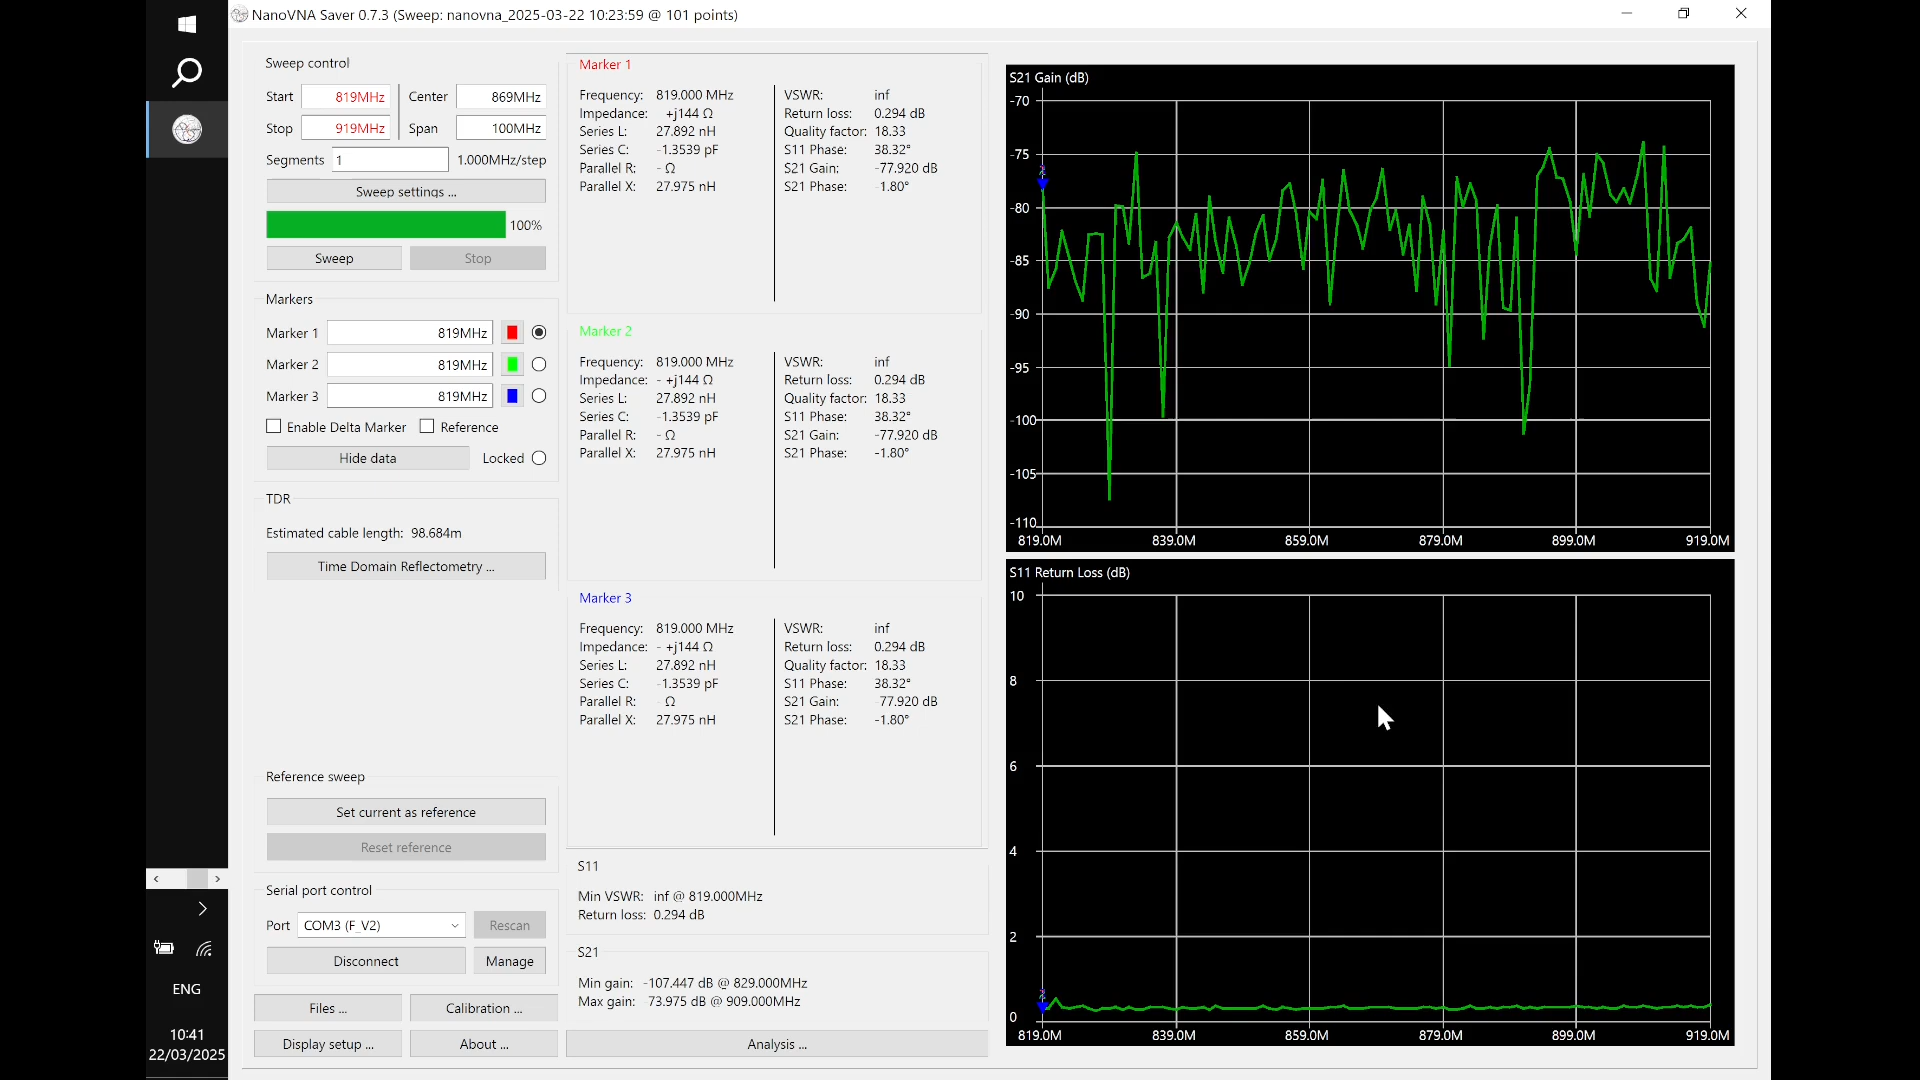 NanoVNA Saver 0.7.3 (Sweep: nanovna_2025-03-22 10:23:59 @ 101 points)
Sweep control
Start 819MHz Center 869MHz
Stop 919MHz Span 100MHz
Segments 1 1.000MHz/step
Sweep settings ...
100%
Sweep Stop
Markers
Marker 1 819MHz
Marker 2 819MHz
Marker 3 819MHz
Enable Delta Marker Reference
Hide data Locked
TDR
Estimated cable length: 98.684m
Time Domain Reflectometry ...
Reference sweep
Set current as reference
Reset reference
Serial port control
Port COM3 (F_V2) Rescan
Disconnect Manage
Files ... Calibration ...
Display setup ... About ...
Marker 1
Frequency: 819.000 MHz VSWR: inf
Impedance: +j144 Ω Return loss: 0.294 dB
Series L: 27.892 nH Quality factor: 18.33
Series C: -1.3539 pF S11 Phase: 38.32°
Parallel R: - Ω S21 Gain: -77.920 dB
Parallel X: 27.975 nH S21 Phase: -1.80°
Marker 2
Frequency: 819.000 MHz VSWR: inf
Impedance: - +j144 Ω Return loss: 0.294 dB
Series L: 27.892 nH Quality factor: 18.33
Series C: -1.3539 pF S11 Phase: 38.32°
Parallel R: - Ω S21 Gain: -77.920 dB
Parallel X: 27.975 nH S21 Phase: -1.80°
Marker 3
Frequency: 819.000 MHz VSWR: inf
Impedance: - +j144 Ω Return loss: 0.294 dB
Series L: 27.892 nH Quality factor: 18.33
Series C: -1.3539 pF S11 Phase: 38.32°
Parallel R: Ω S21 Gain: 77.920 dB
Parallel X: 27.975 nH S21 Phase: -1.80°
S11
Min VSWR: inf @ 819.000MHz
Return loss: 0.294 dB
S21
Min gain: -107.447 dB @ 829.000MHz
Max gain: 73.975 dB @ 909.000MHz
Analysis ...
S21 Gain (dB)
-70
-75
-80
-85
-90
-95
-100
-105
-110
819.0M 839.0M 859.0M 879.0M 899.0M 919.0M
S11 Return Loss (dB)
10
8
6
4
2
0
819.0M 839.0M 859.0M 879.0M 899.0M 919.0M
ENG
10:41
22/03/2025